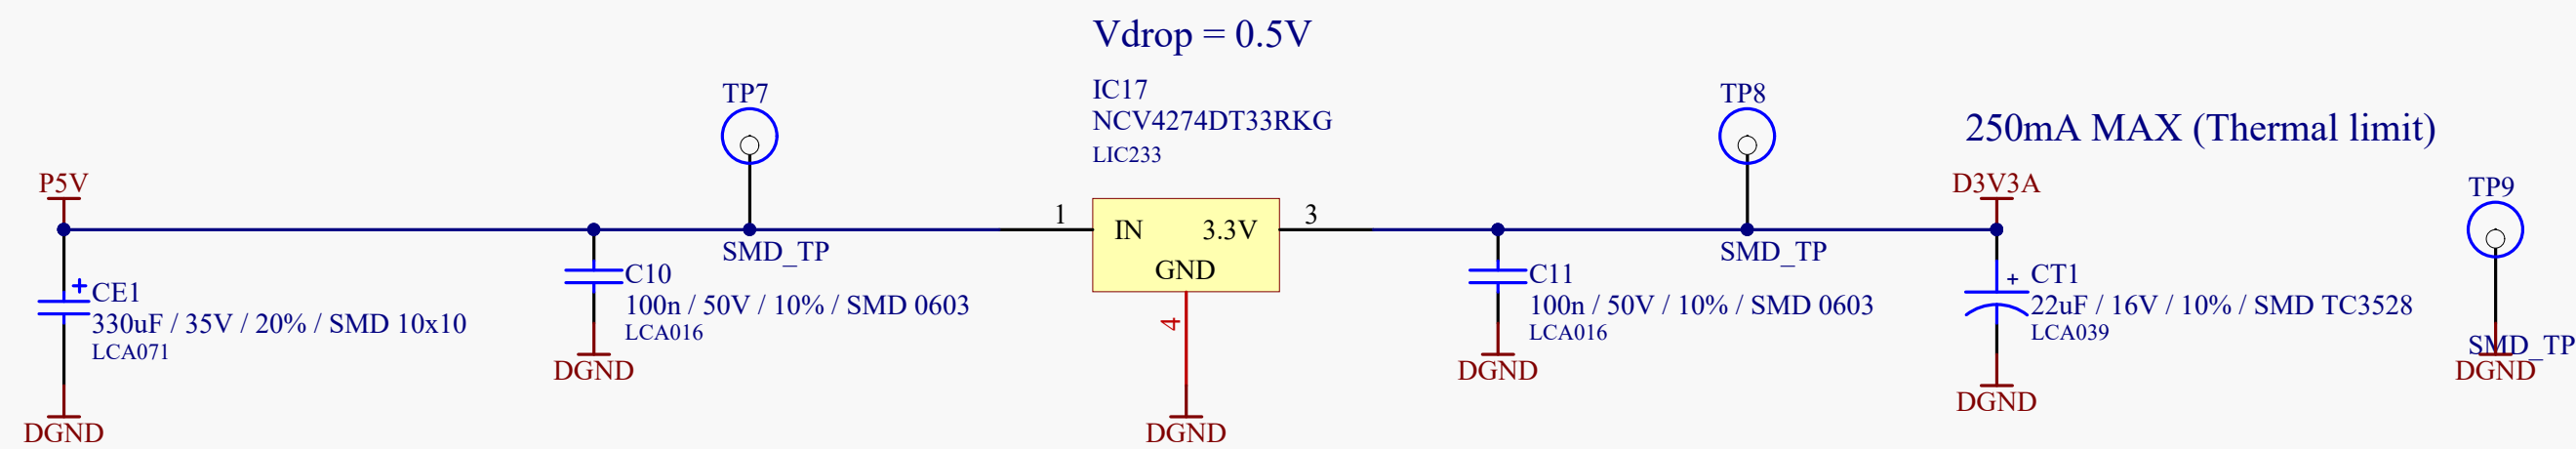 Vdrop = 0.5V
IC17
NCV4274DT33RKG
LIC233
TP7
TP8
250mA MAX (Thermal limit)
P5V
D3V3A
TP9
1
IN
3.3V
GND
3
4
SMD_TP
SMD_TP
+
CE1
330uF / 35V / 20% / SMD 10x10
LCA071
C10
100n / 50V / 10% / SMD 0603
LCA016
C11
100n / 50V / 10% / SMD 0603
LCA016
+
CT1
22uF / 16V / 10% / SMD TC3528
LCA039
SMD_TP
DGND
DGND
DGND
DGND
DGND
DGND